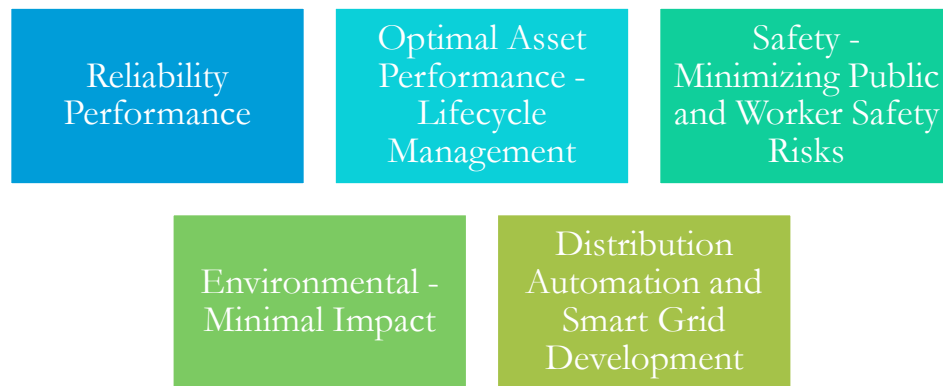 Reliability
Performance
Optimal Asset
Performance -
Lifecycle
Management
Safety -
Minimizing Public
and Worker Safety
Risks
Environmental -
Minimal Impact
Distribution
Automation and
Smart Grid
Development